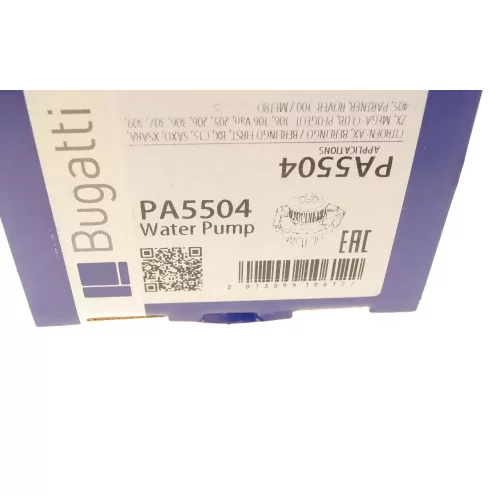 Bugatti
PA5504
Water Pump
EAC
PA5504
APPLICATIONS
CITROEN: AX, BERLINGO / BERLINGO FIRST, BX, C15, SAXO, XSARA,
ZX, MEGA CLUB, PEUGEOT 106, 106 Van, 205, 206, 306, 307, 309,
405, PARTNER, ROVER 100 / METRO